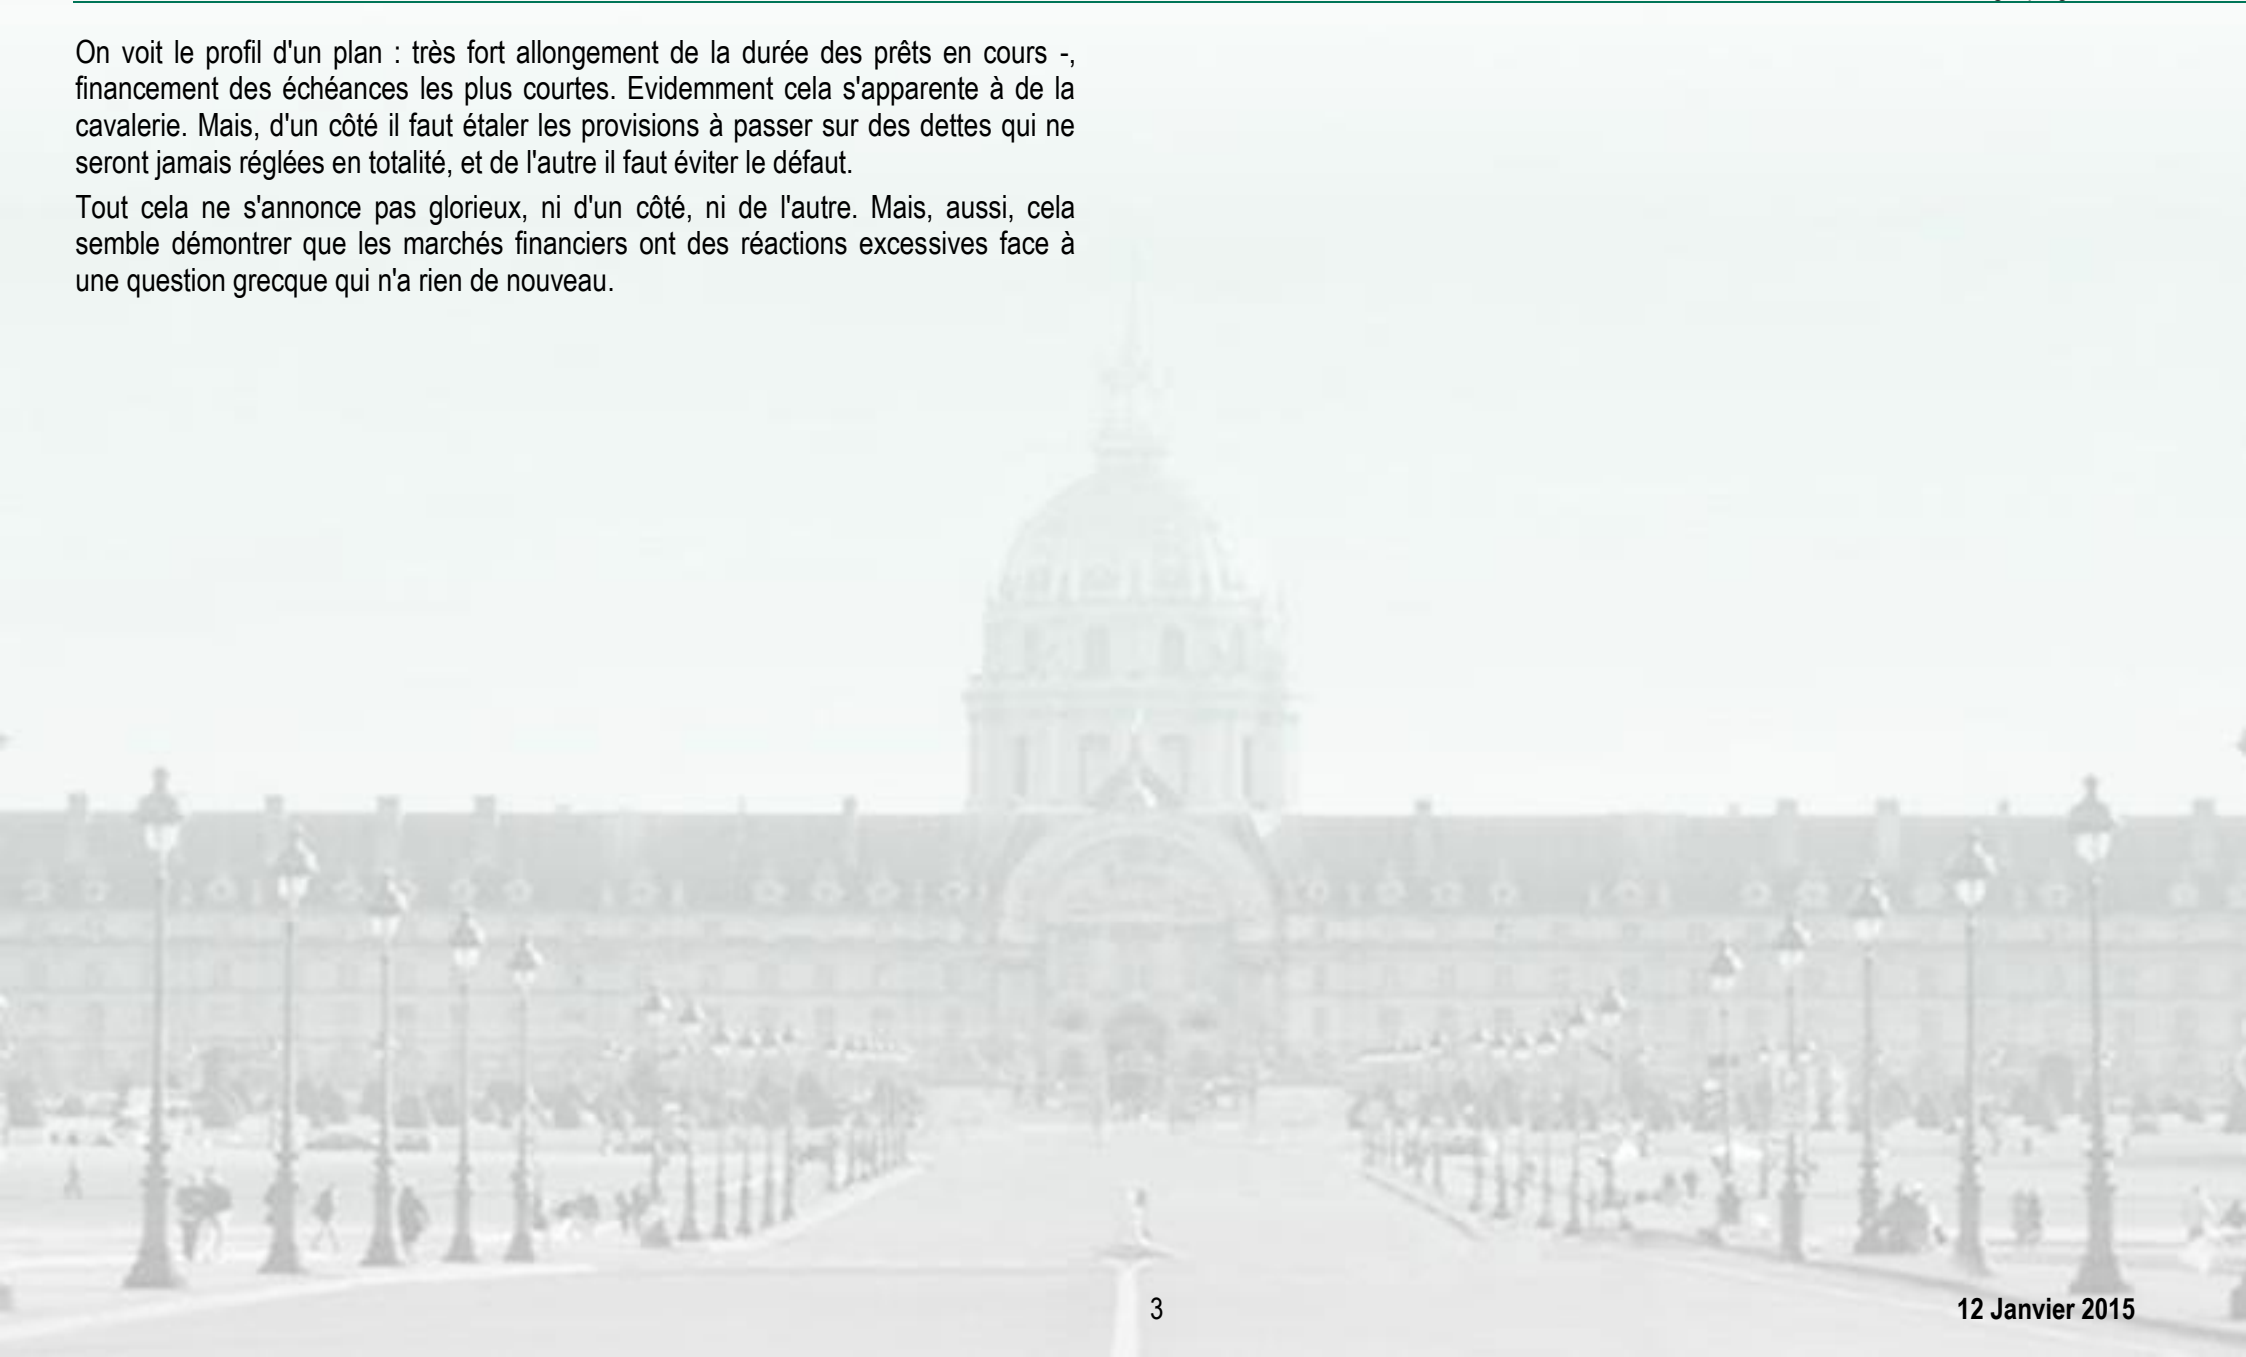 On voit le profil d'un plan : très fort allongement de la durée des prêts en cours -,
financement des échéances les plus courtes. Evidemment cela s'apparente à de la
cavalerie. Mais, d'un côté il faut étaler les provisions à passer sur des dettes qui ne
seront jamais réglées en totalité, et de l'autre il faut éviter le défaut.
Tout cela ne s'annonce pas glorieux, ni d'un côté, ni de l'autre. Mais, aussi, cela
semble démontrer que les marchés financiers ont des réactions excessives face à
une question grecque qui n'a rien de nouveau.
3
12 Janvier 2015